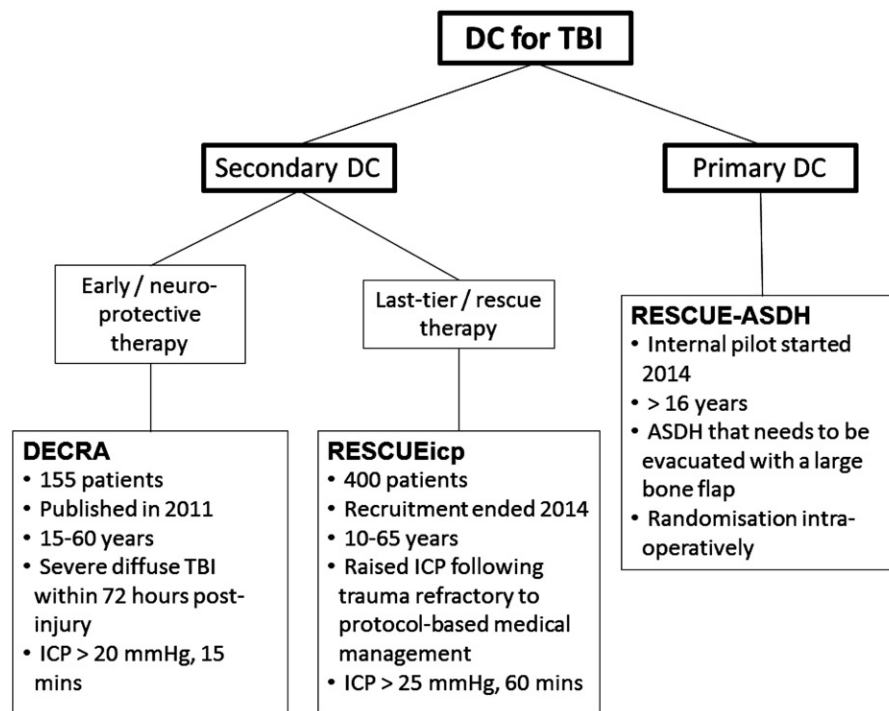 DC for TBI
Secondary DC
Primary DC
Early / neuro-
protective
therapy
Last-tier / rescue
therapy
DECRA
• 155 patients
• Published in 2011
• 15-60 years
• Severe diffuse TBI
within 72 hours post-
injury
• ICP > 20 mmHg, 15
mins
RESCUEicp
• 400 patients
• Recruitment ended 2014
• 10-65 years
• Raised ICP following
trauma refractory to
protocol-based medical
management
• ICP > 25 mmHg, 60 mins
RESCUE-ASDH
• Internal pilot started
2014
• > 16 years
• ASDH that needs to be
evacuated with a large
bone flap
• Randomisation intra-
operatively